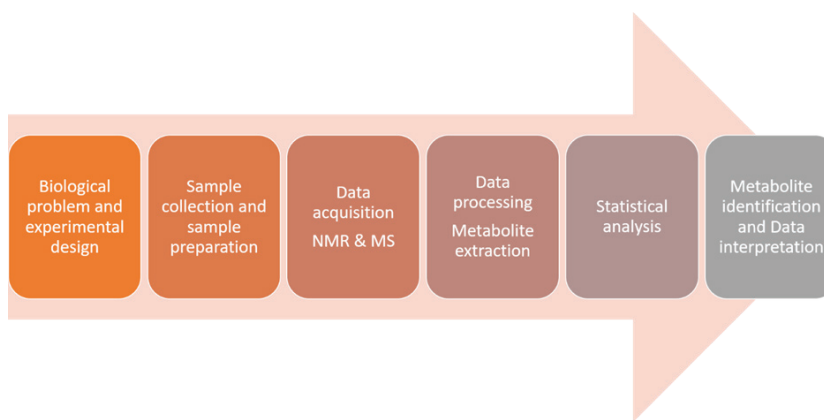 Biological
problem and
experimental
design
Sample
collection and
sample
preparation
Data
acquisition
NMR & MS
Data
processing
Metabolite
extraction
Statistical
analysis
Metabolite
identification
and Data
interpretation